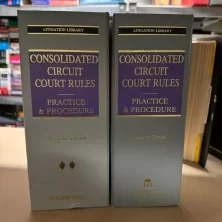 LITIGATION LIBRARY
CONSOLIDATED
CIRCUIT
COURT RULES
PRACTICE
& PROCEDURE
LITIGATION LIBRARY
CONSOLIDATED
CIRCUIT
COURT RULES
PRACTICE
& PROCEDURE